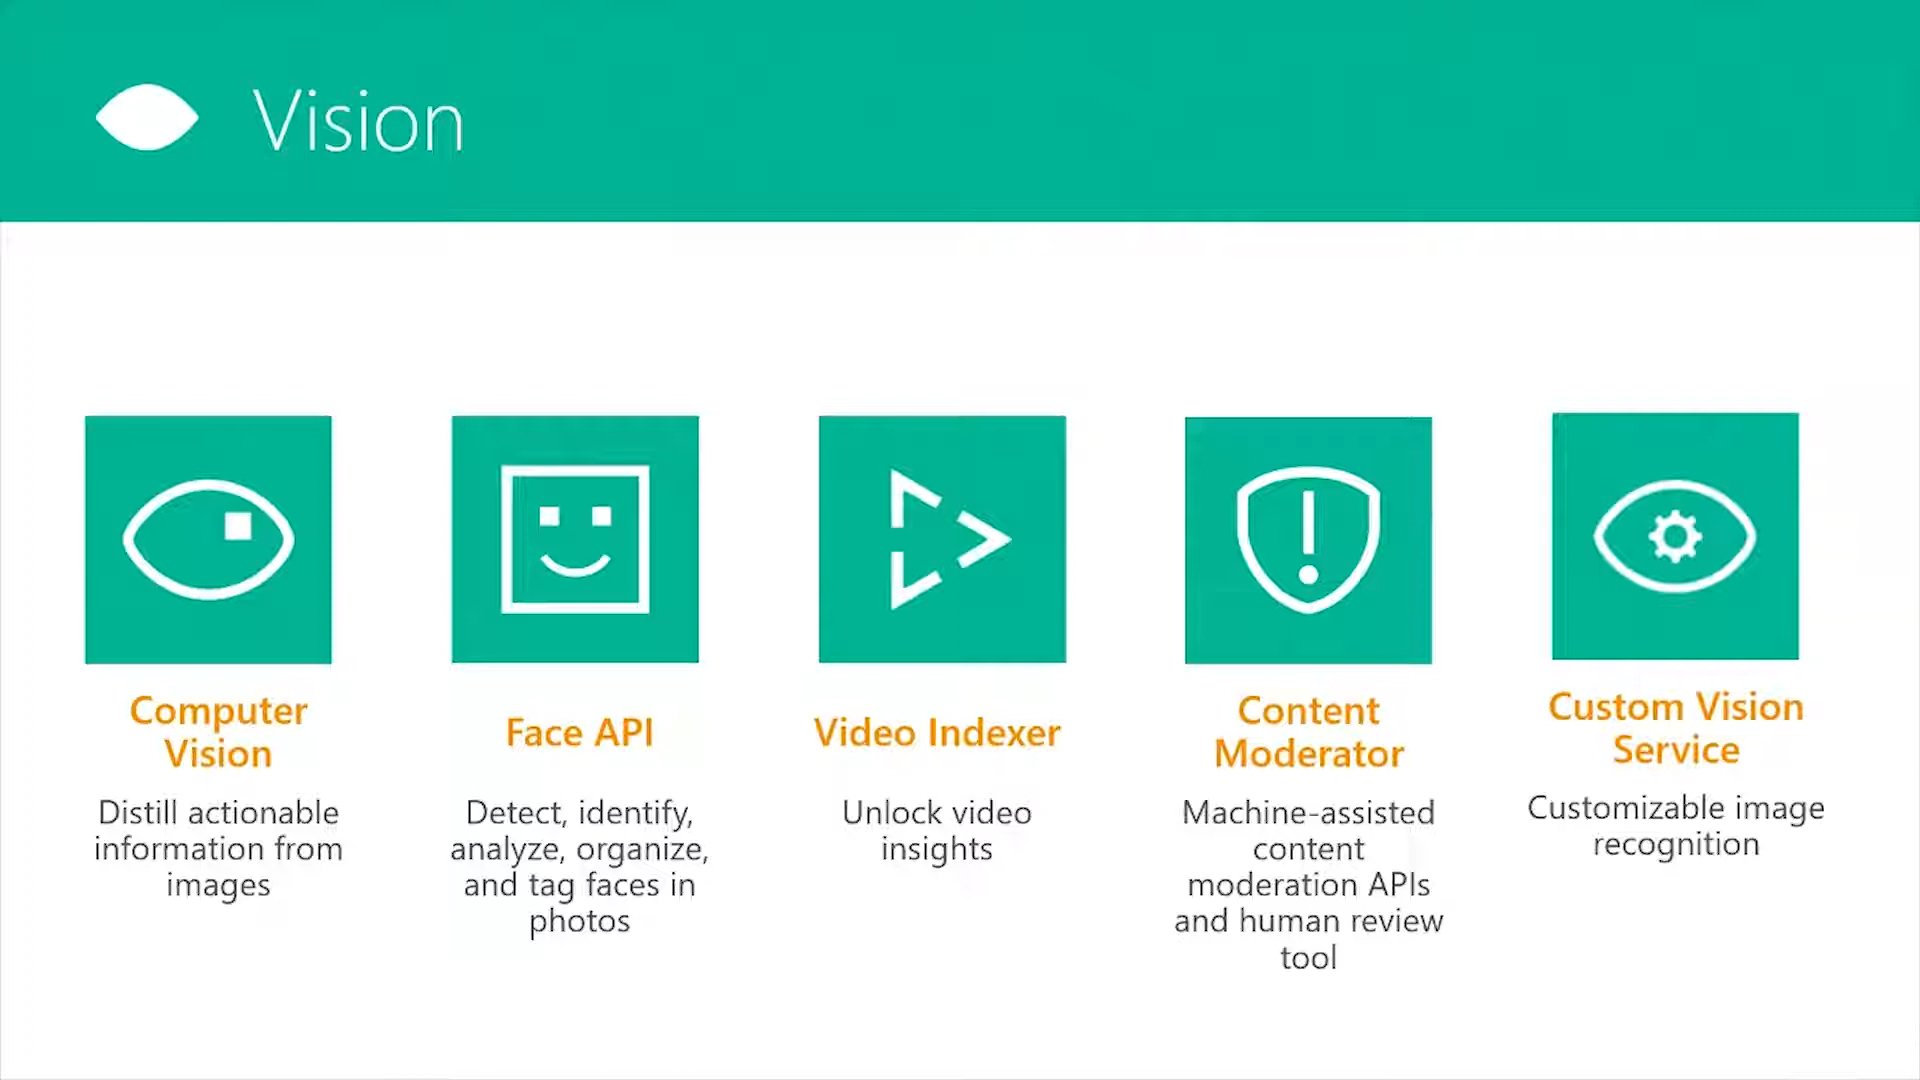 Vision
Computer
Vision
Distill actionable
information from
images
Face API
Detect, identify,
analyze, organize,
and tag faces in
photos
Video Indexer
Unlock video
insights
Content
Moderator
Machine-assisted
content
moderation APIs
and human review
tool
Custom Vision
Service
Customizable image
recognition